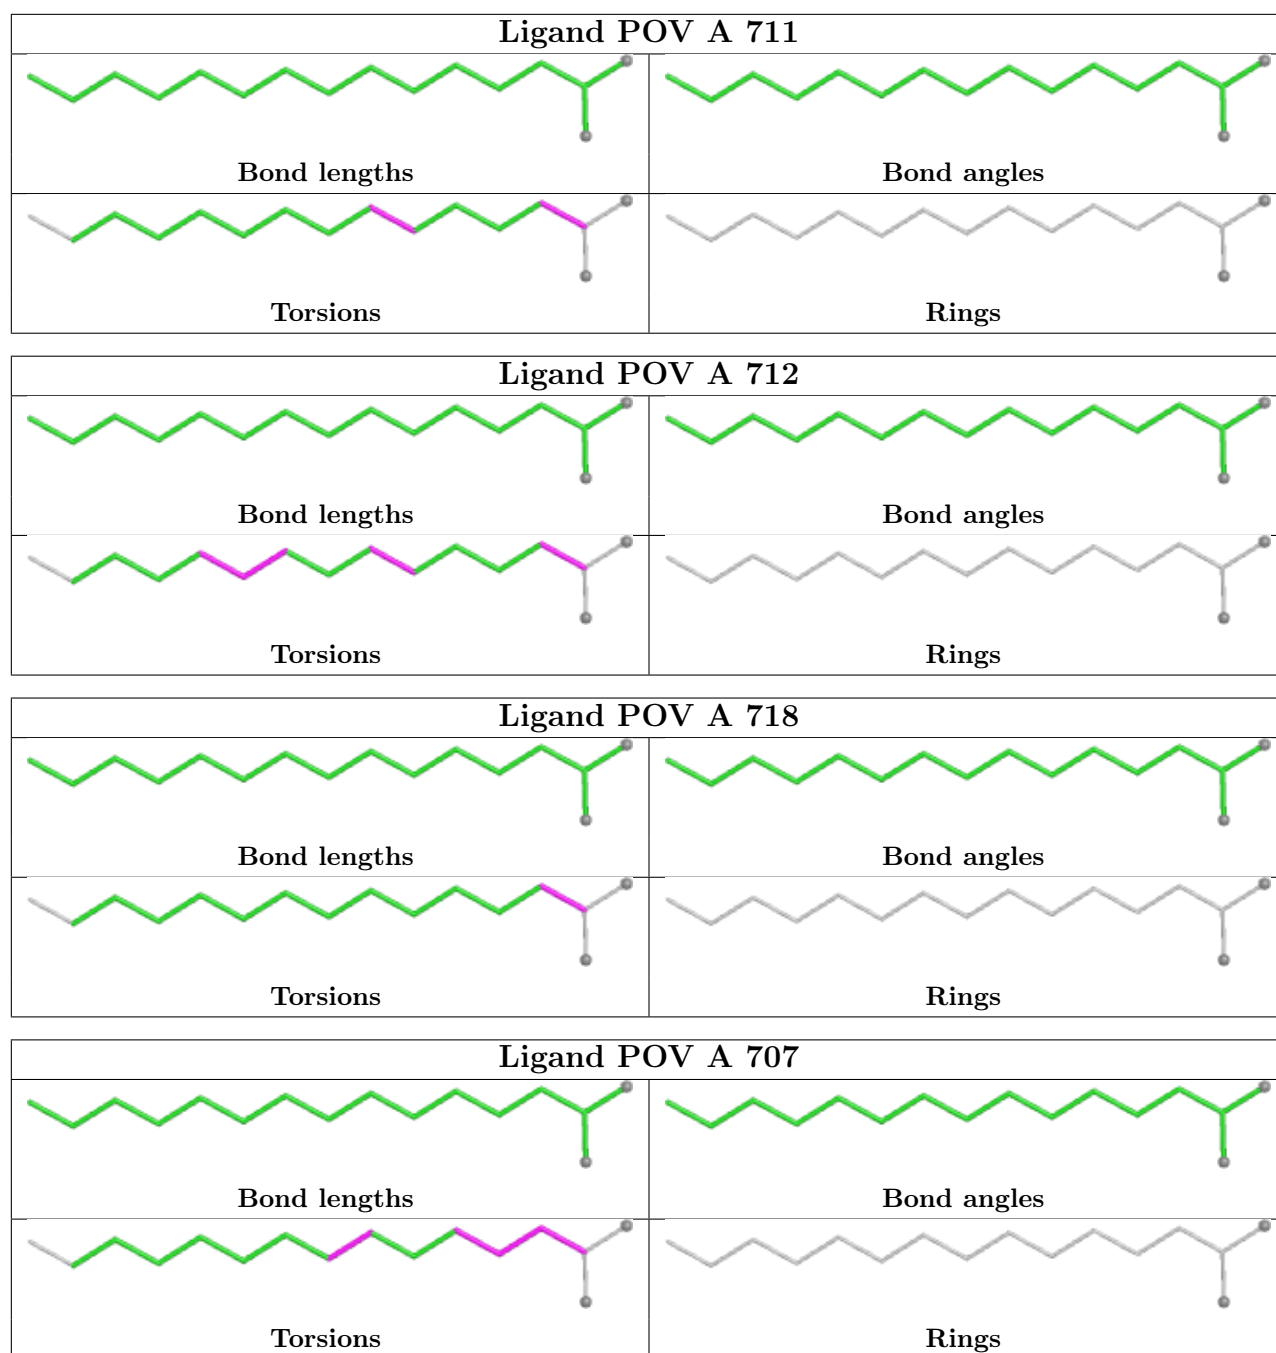 Ligand POV A 711
Bond lengths
Bond angles
Torsions
Rings
Ligand POV A 712
Bond lengths
Bond angles
Torsions
Rings
Ligand POV A 718
Bond lengths
Bond angles
Torsions
Rings
Ligand POV A 707
Bond lengths
Bond angles
Torsions
Rings